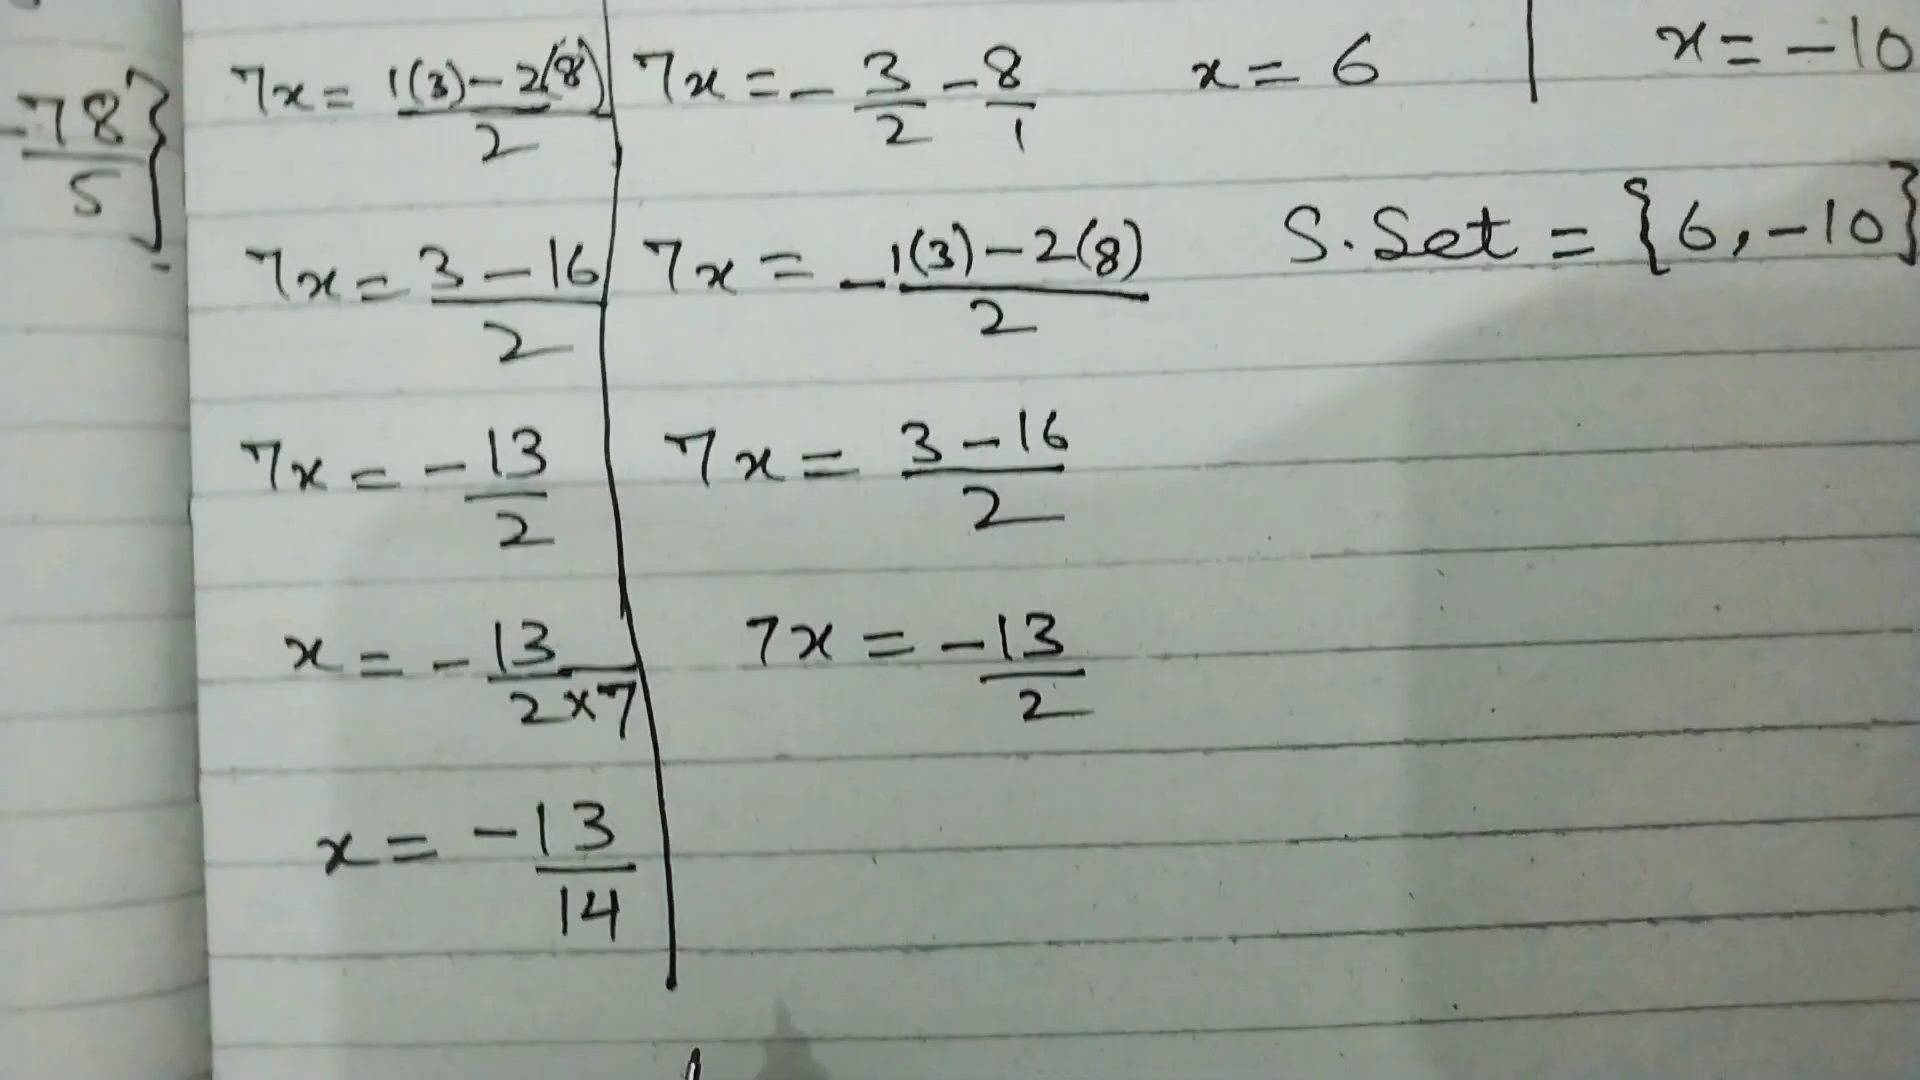 -78/5}
7x = (1(3) - 2(8))/2
7x = (3 - 16)/2
7x = -13/2
x = -13/(2×7)
x = -13/14
7x = - 3/2 - 8/1
7x = -(1(3) - 2(8))/2
7x = (3 - 16)/2
7x = -13/2
x = 6
x = -10
S.Set = {6, -10}